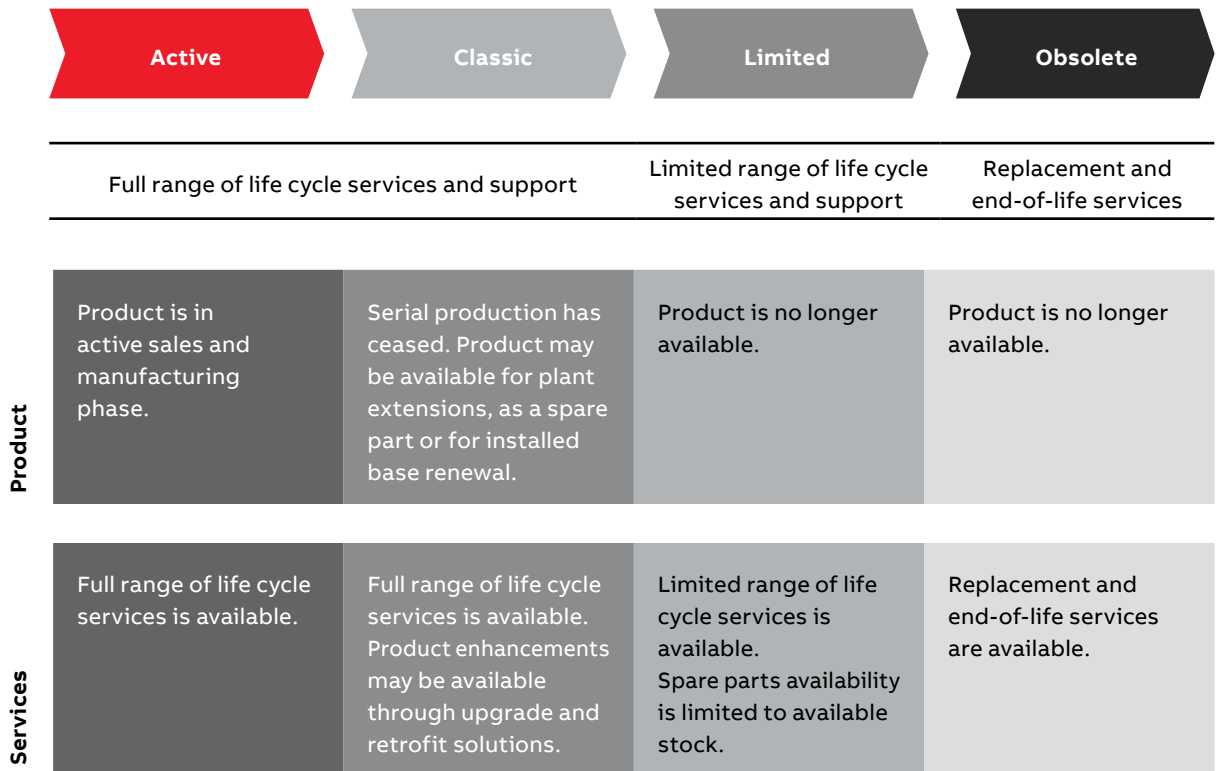 Active
Classic
Limited
Obsolete
Full range of life cycle services and support
Limited range of life cycle
services and support
Replacement and
end-of-life services
Product
Product is in
active sales and
manufacturing
phase.
Serial production has
ceased. Product may
be available for plant
extensions, as a spare
part or for installed
base renewal.
Product is no longer
available.
Product is no longer
available.
Services
Full range of life cycle
services is available.
Full range of life cycle
services is available.
Product enhancements
may be available
through upgrade and
retrofit solutions.
Limited range of life
cycle services is
available.
Spare parts availability
is limited to available
stock.
Replacement and
end-of-life services
are available.